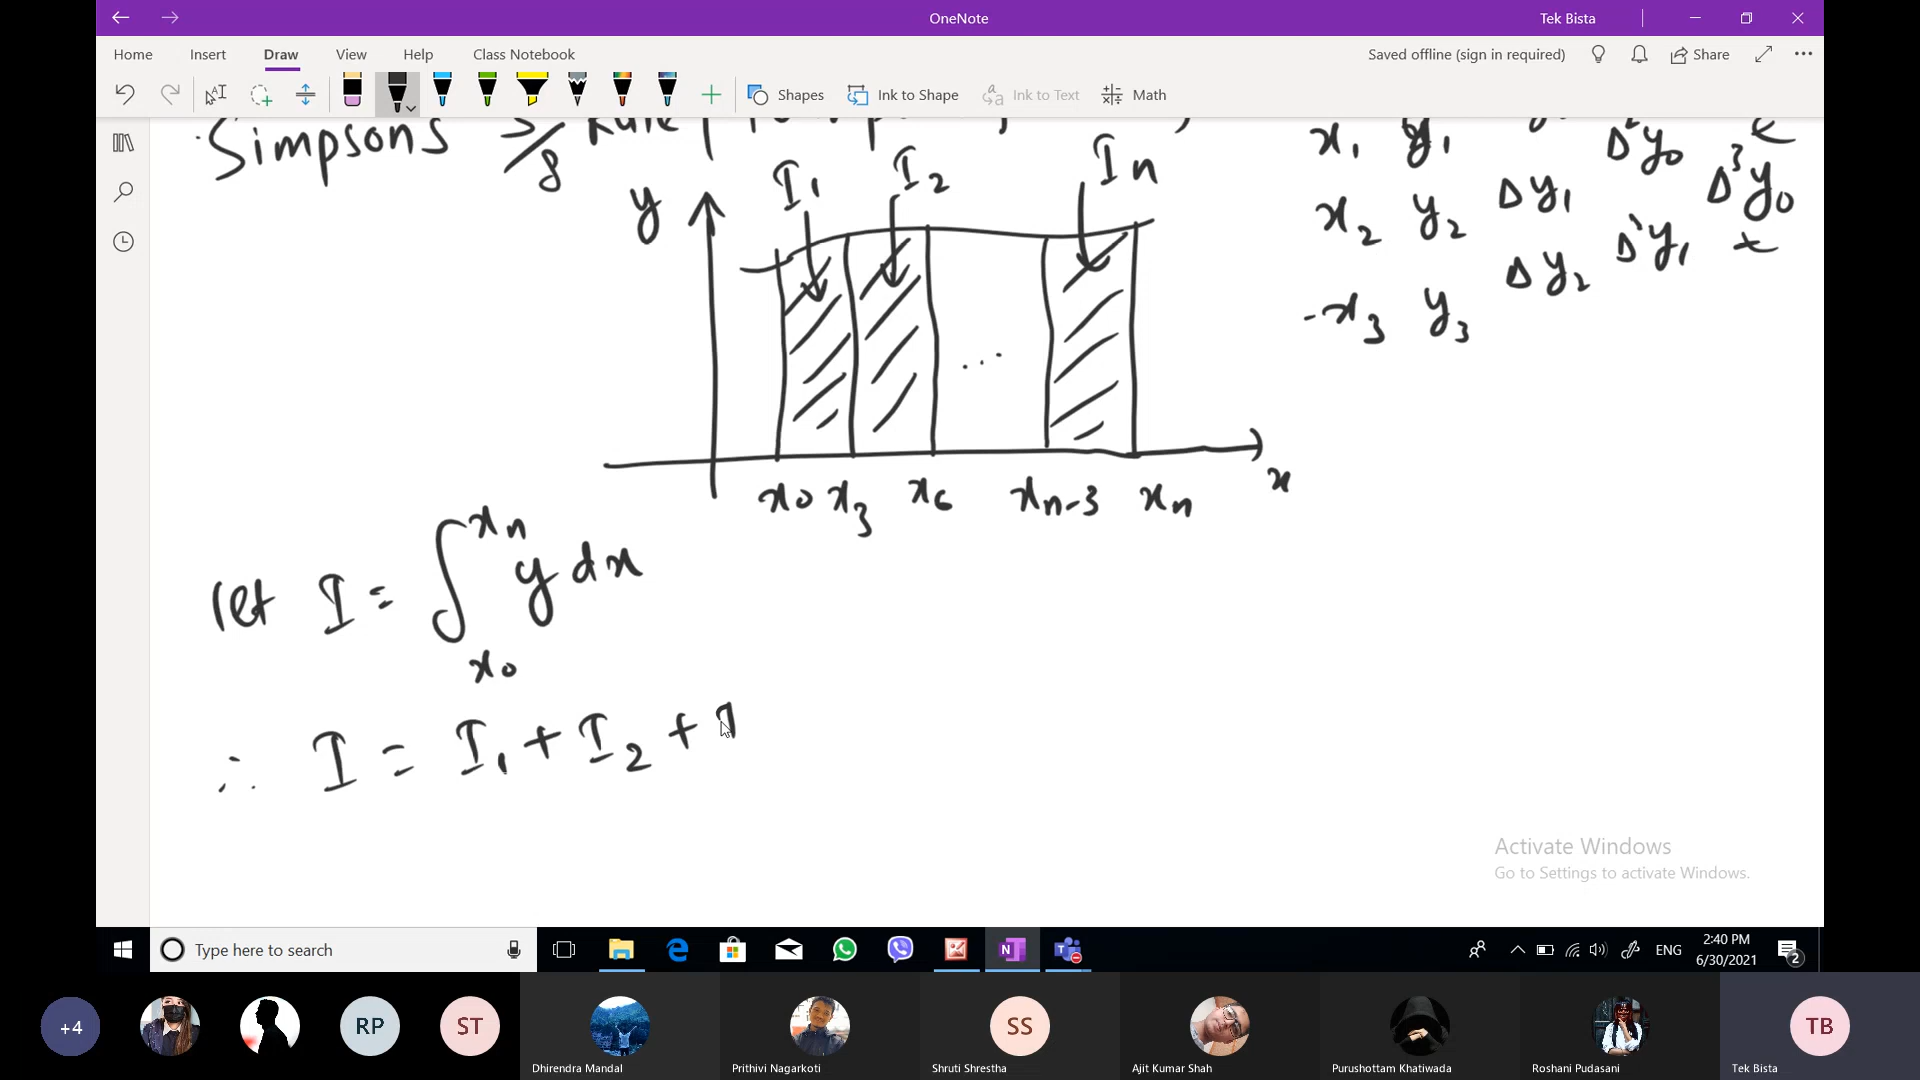 OneNote
Tek Bista
Home Insert Draw View Help Class Notebook
Saved offline (sign in required) Share
Shapes Ink to Shape Ink to Text Math
Simpsons 3/8 Rule
x₁ y₁ Δ²y₀
I₁ I₂ Iₙ
y
x₂ y₂ Δy₁ Δ³y₀
Δy₂ Δ²y₁
x₃ y₃
...
x₀ x₃ x₆ xₙ₋₃ xₙ x
let I = ∫ₓ₀ˣⁿ y dx
∴ I = I₁ + I₂ +
Activate Windows
Go to Settings to activate Windows.
Type here to search
ENG
2:40 PM
6/30/2021
2
+4 RP ST SS TB
Dhirendra Mandal Prithivi Nagarkoti Shruti Shrestha Ajit Kumar Shah Purushottam Khatiwada Roshani Pudasani Tek Bista